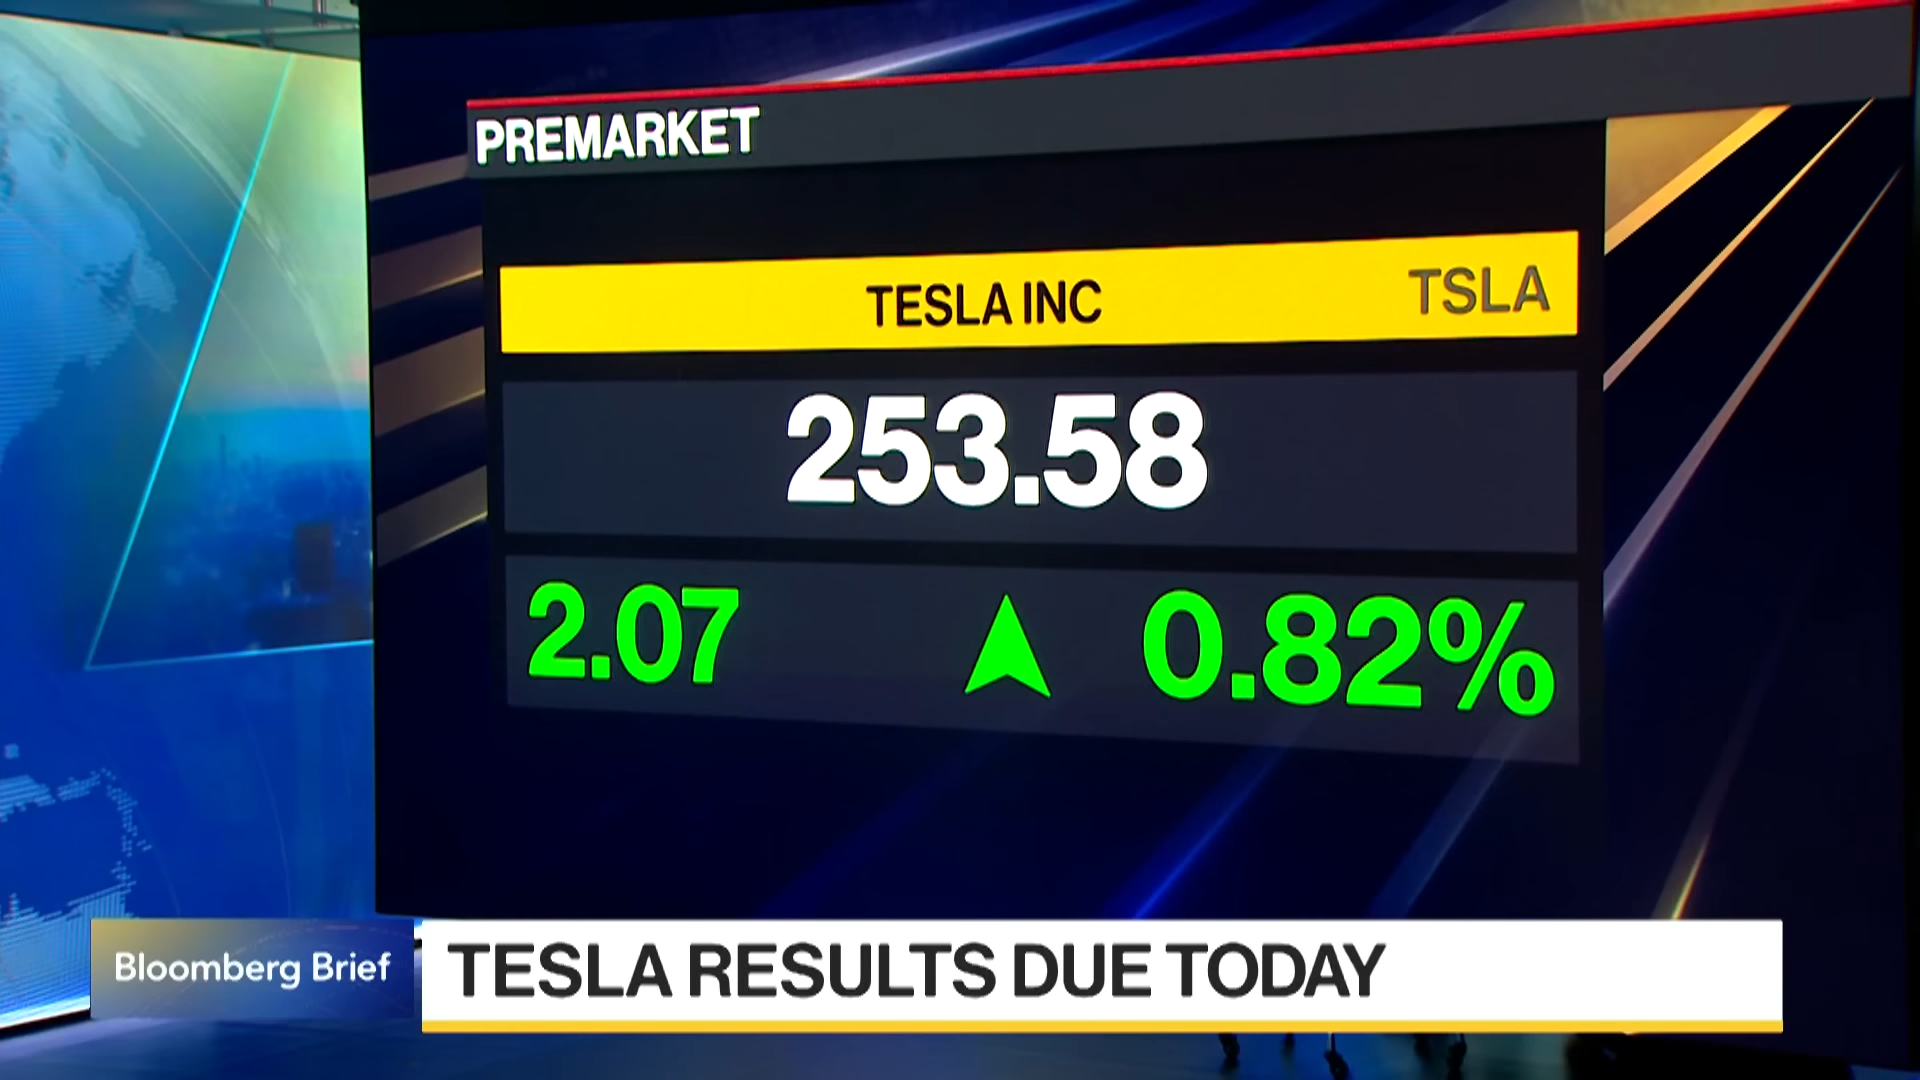 PREMARKET
TESLA INC TSLA
253.58
2.07 ▲ 0.82%
Bloomberg Brief
TESLA RESULTS DUE TODAY